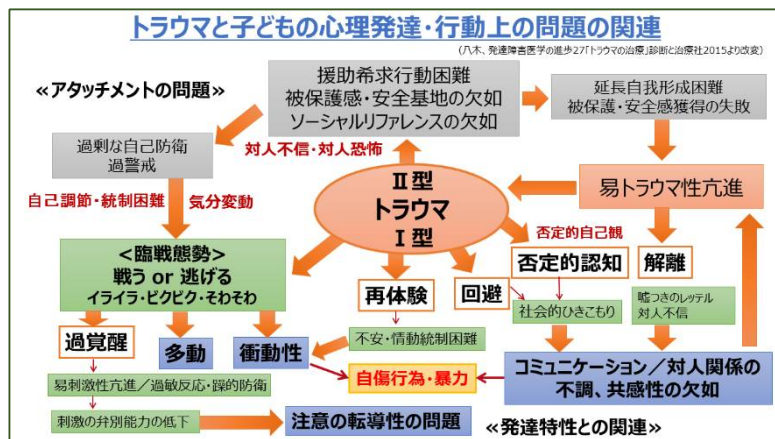 トラウマと子どもの心理発達・行動上の問題の関連
(八木、発達障害医学の進歩27「トラウマの治療」診断と治療社2015より改変)
≪アタッチメントの問題≫
援助希求行動困難
被保護感・安全基地の欠如
ソーシャルリファレンスの欠如
延長自我形成困難
被保護・安全感獲得の失敗
過剰な自己防衛
過警戒
対人不信・対人恐怖
自己調節・統制困難
気分変動
Ⅱ型
トラウマ
Ⅰ型
易トラウマ性亢進
否定的自己観
<臨戦態勢>
戦う or 逃げる
イライラ・ビクビク・そわそわ
再体験
回避
否定的認知
解離
社会的ひきこもり
嘘つきのレッテル
対人不信
過覚醒
多動
衝動性
不安・情動統制困難
易刺激性亢進/過敏反応・躁的防衛
自傷行為・暴力
コミュニケーション/対人関係の
不調、共感性の欠如
刺激の弁別能力の低下
注意の転導性の問題
≪発達特性との関連≫